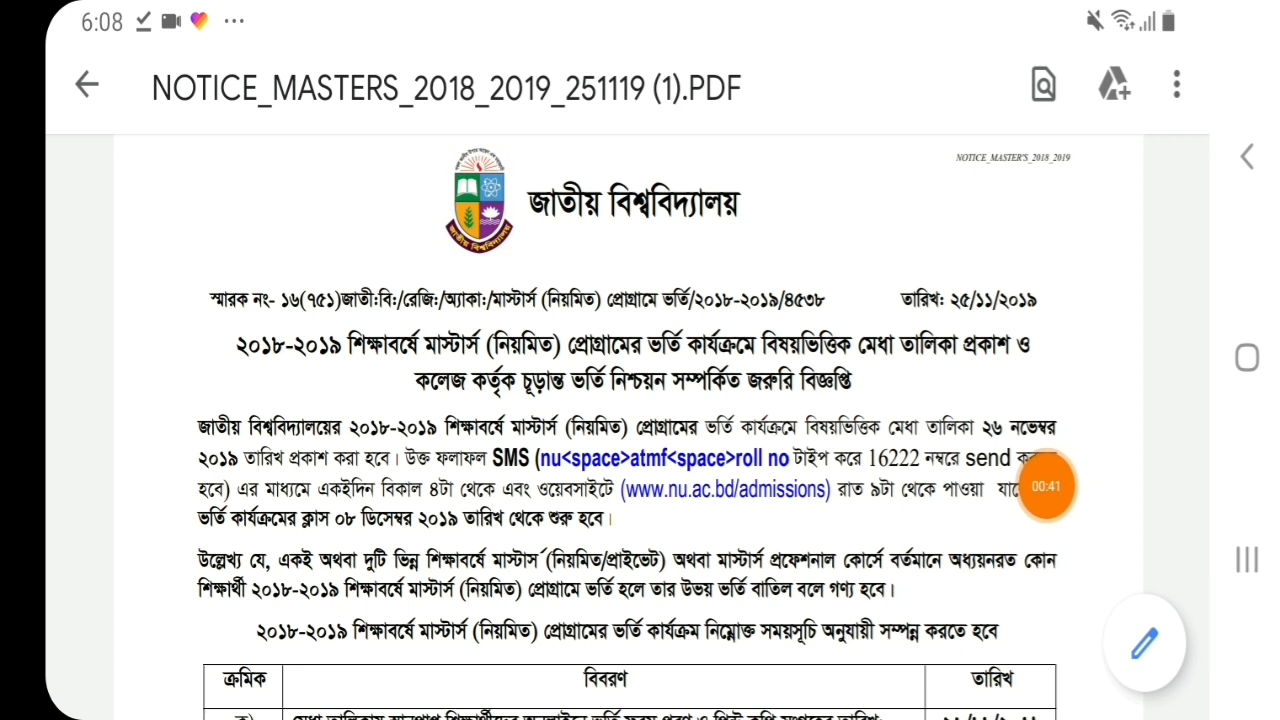 6:08
NOTICE_MASTERS_2018_2019_251119 (1).PDF
NOTICE_MASTER'S_2018_2019
জাতীয় বিশ্ববিদ্যালয়
জাতীয় বিশ্ববিদ্যালয়
স্মারক নং- ১৬(৭৫১)জাতী:বি:/রেজি:/অ্যাকা:/মাস্টার্স (নিয়মিত) প্রোগ্রামে ভর্তি/২০১৮-২০১৯/৪৫৩৮ তারিখঃ ২৫/১১/২০১৯
২০১৮-২০১৯ শিক্ষাবর্ষে মাস্টার্স (নিয়মিত) প্রোগ্রামের ভর্তি কার্যক্রমে বিষয়ভিত্তিক মেধা তালিকা প্রকাশ ও
কলেজ কর্তৃক চূড়ান্ত ভর্তি নিশ্চয়ন সম্পর্কিত জরুরি বিজ্ঞপ্তি
জাতীয় বিশ্ববিদ্যালয়ের ২০১৮-২০১৯ শিক্ষাবর্ষে মাস্টার্স (নিয়মিত) প্রোগ্রামের ভর্তি কার্যক্রমে বিষয়ভিত্তিক মেধা তালিকা ২৬ নভেম্বর
২০১৯ তারিখ প্রকাশ করা হবে। উক্ত ফলাফল SMS (nu<space>atmf<space>roll no টাইপ করে 16222 নম্বরে send
হবে) এর মাধ্যমে একইদিন বিকাল ৪টা থেকে এবং ওয়েবসাইটে (www.nu.ac.bd/admissions) রাত ৯টা থেকে পাওয়া
00:41
ভর্তি কার্যক্রমের ক্লাস ০৮ ডিসেম্বর ২০১৯ তারিখ থেকে শুরু হবে।
উল্লেখ্য যে, একই অথবা দুটি ভিন্ন শিক্ষাবর্ষে মাস্টার্স (নিয়মিত/প্রাইভেট) অথবা মাস্টার্স প্রফেশনাল কোর্সে বর্তমানে অধ্যয়নরত কোন
শিক্ষার্থী ২০১৮-২০১৯ শিক্ষাবর্ষে মাস্টার্স (নিয়মিত) প্রোগ্রামে ভর্তি হলে তার উভয় ভর্তি বাতিল বলে গণ্য হবে।
২০১৮-২০১৯ শিক্ষাবর্ষে মাস্টার্স (নিয়মিত) প্রোগ্রামের ভর্তি কার্যক্রম নিম্নোক্ত সময়সূচি অনুযায়ী সম্পন্ন করতে হবে
ক্রমিক বিবরণ তারিখ